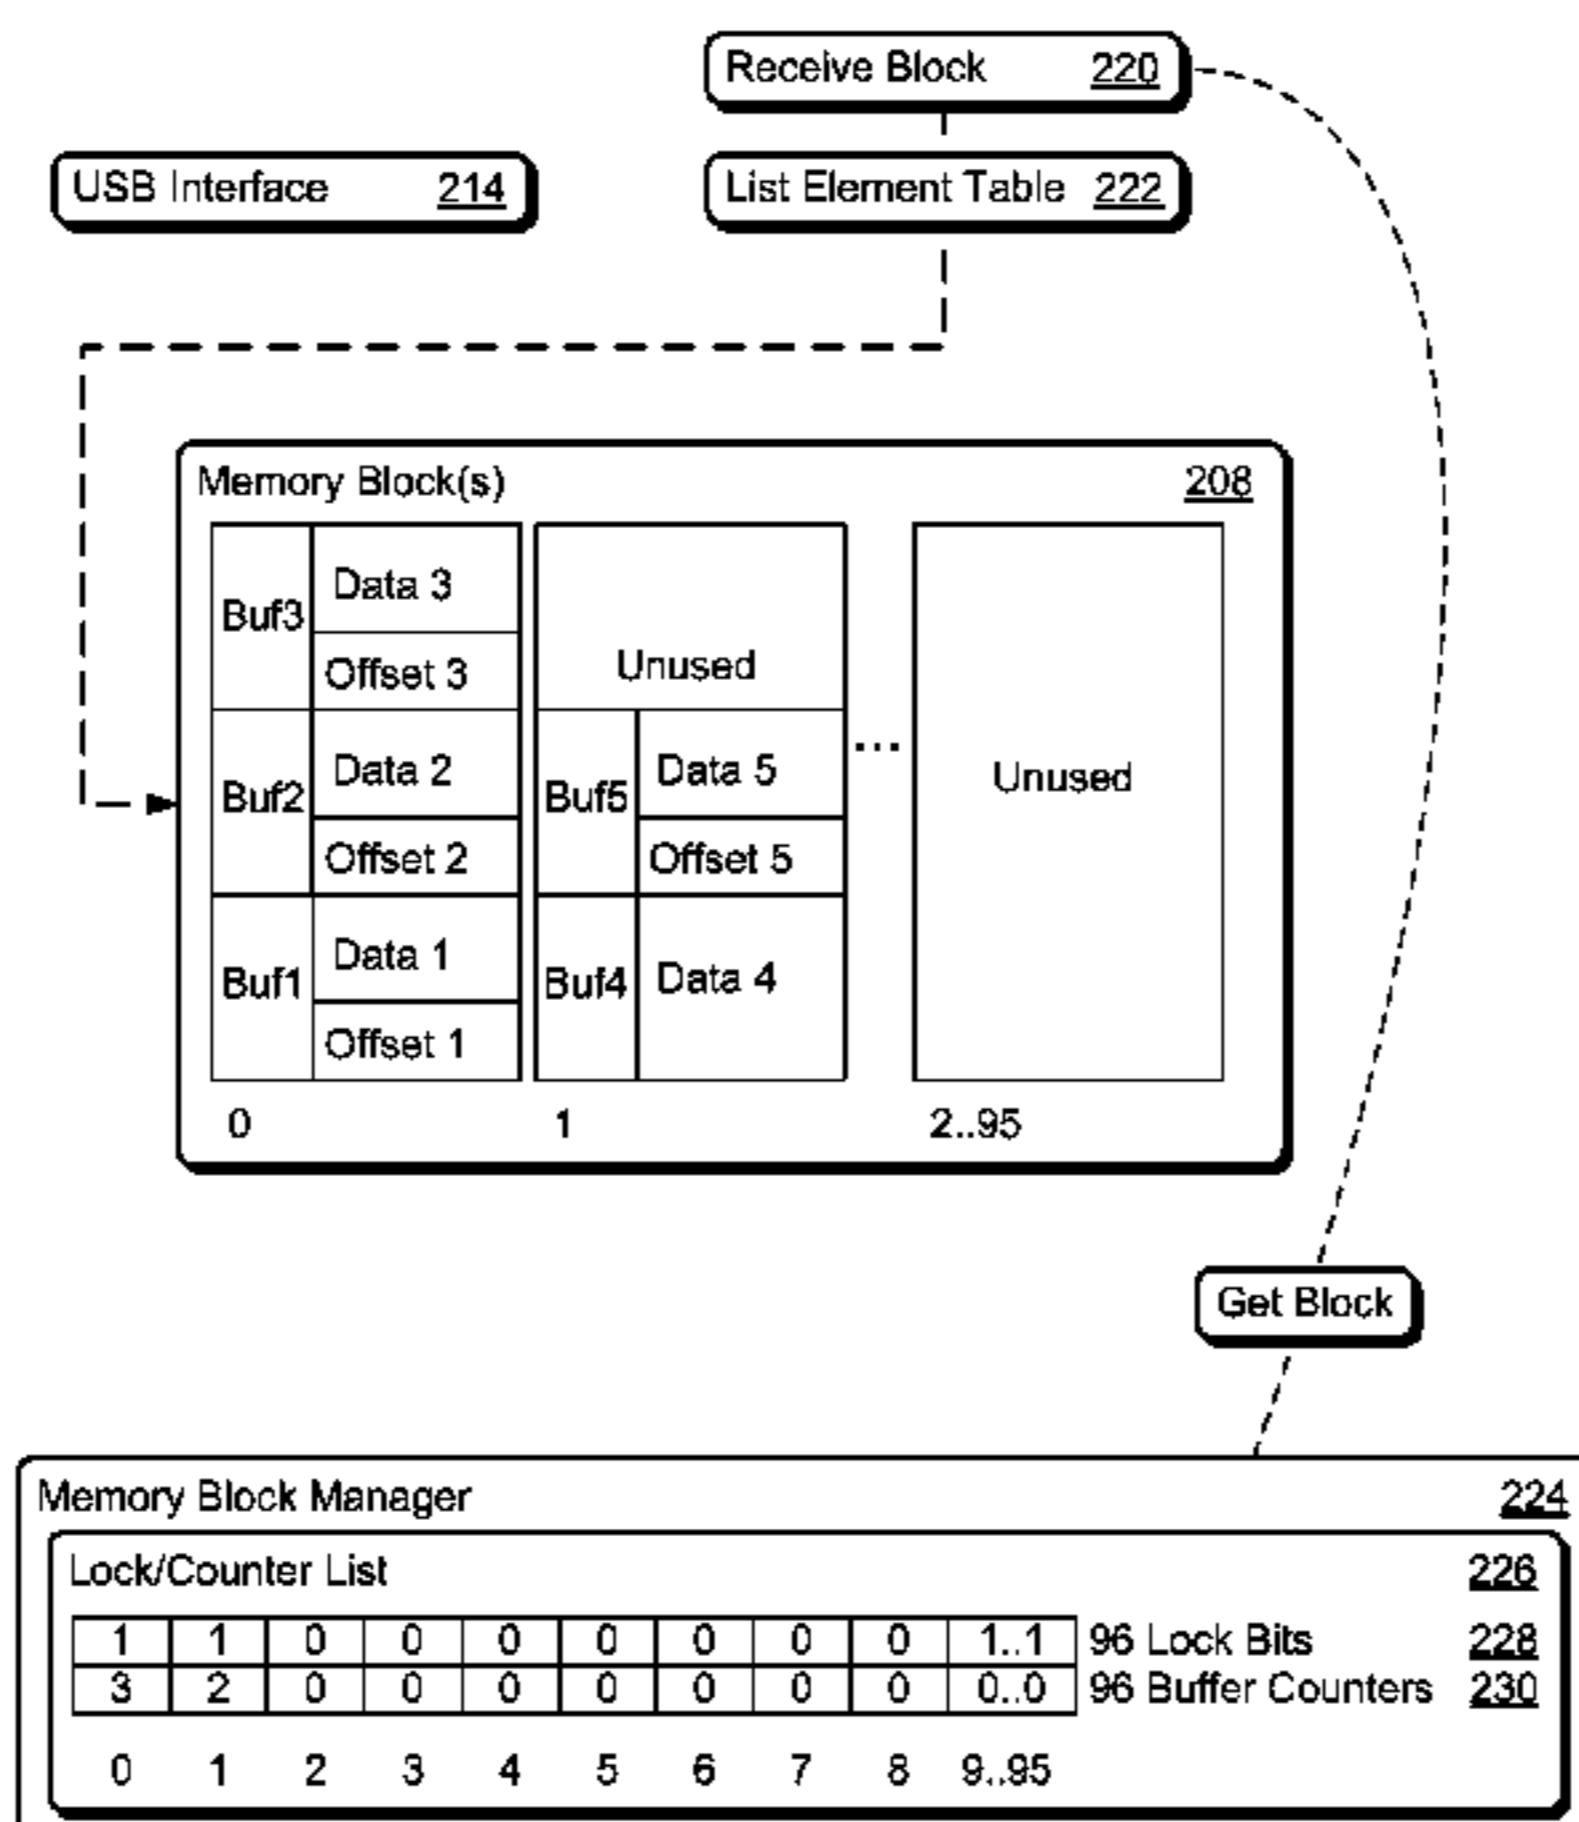 Receive Block 220
USB Interface 214
List Element Table 222
Memory Block(s) 208
Buf3
Data 3
Offset 3
Buf2
Data 2
Offset 2
Buf1
Data 1
Offset 1
0
Unused
Buf5
Data 5
Offset 5
Buf4
Data 4
1
...
Unused
2..95
Get Block
Memory Block Manager 224
Lock/Counter List 226
1 1 0 0 0 0 0 0 0 1..1 96 Lock Bits 228
3 2 0 0 0 0 0 0 0 0..0 96 Buffer Counters 230
0 1 2 3 4 5 6 7 8 9..95